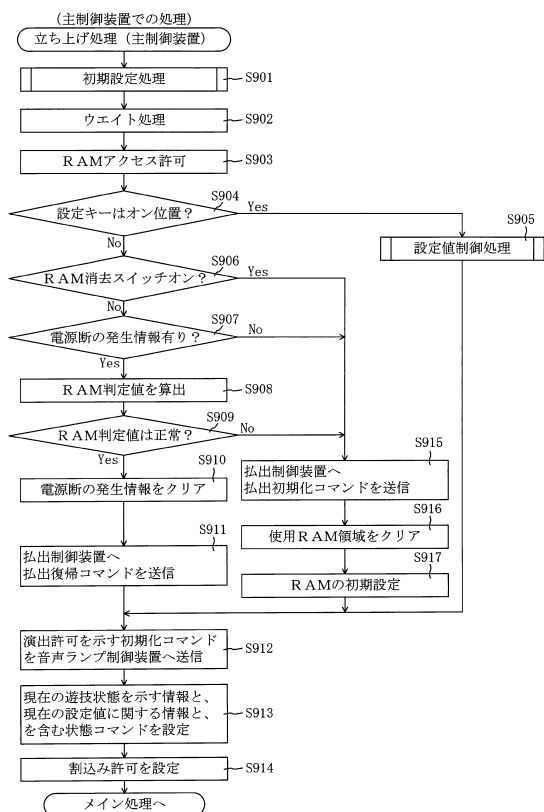 (主制御装置での処理)
立ち上げ処理(主制御装置)
初期設定処理
S901
ウエイト処理
S902
RAMアクセス許可
S903
設定キーはオン位置?
S904
Yes
No
設定値制御処理
S905
RAM消去スイッチオン?
S906
Yes
No
電源断の発生情報有り?
S907
No
Yes
RAM判定値を算出
S908
RAM判定値は正常?
S909
No
Yes
電源断の発生情報をクリア
S910
払出制御装置へ
払出復帰コマンドを送信
S911
払出制御装置へ
払出初期化コマンドを送信
S915
使用RAM領域をクリア
S916
RAMの初期設定
S917
演出許可を示す初期化コマンド
を音声ランプ制御装置へ送信
S912
現在の遊技状態を示す情報と、
現在の設定値に関する情報と、
を含む状態コマンドを設定
S913
割込み許可を設定
S914
メイン処理へ